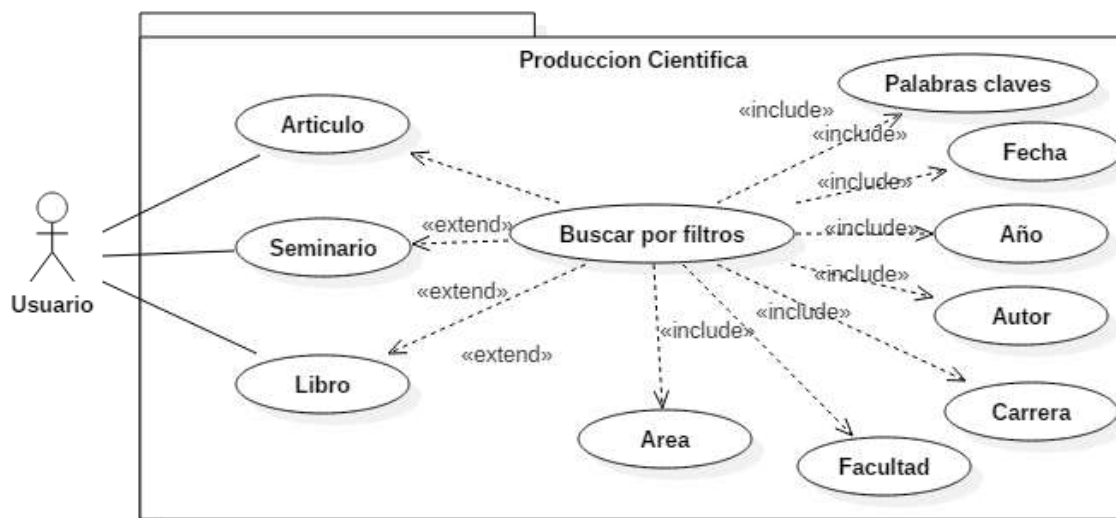 Produccion Cientifica
Palabras claves
«include»
Articulo
«include»
Fecha
«include»
«extend»
Buscar por filtros
«include»
Año
Seminario
Usuario
«extend»
«include»
Autor
«include»
«extend»
Libro
Carrera
Area
Facultad